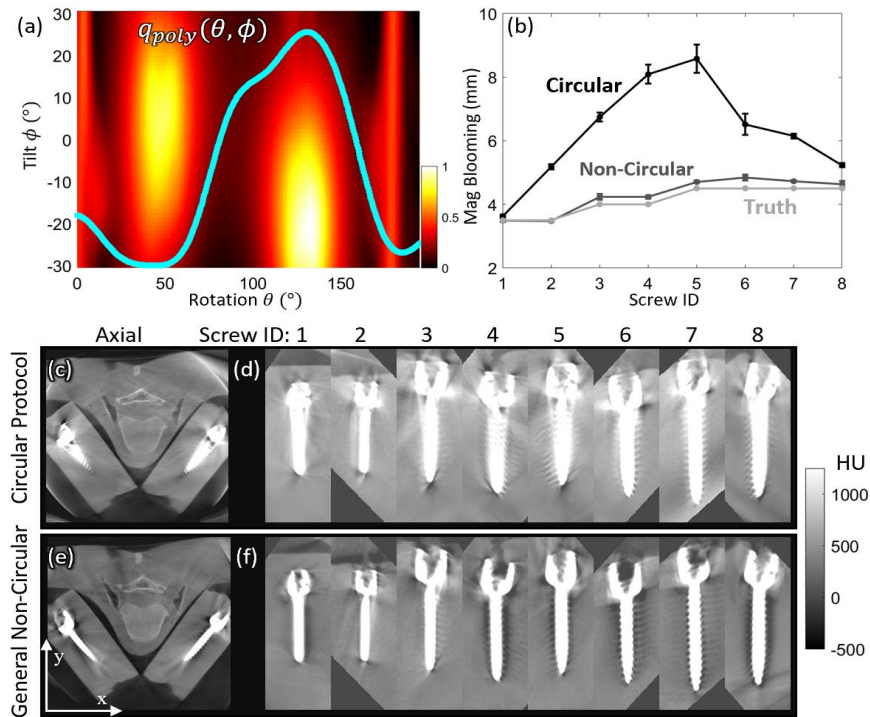 (a)
q_poly(θ, ϕ)
30
20
10
0
-10
-20
-30
Tilt ϕ (°)
0
50
100
150
Rotation θ (°)
1
0.5
0
(b)
Circular
Non-Circular
Truth
8
6
4
2
Mag Blooming (mm)
1 2 3 4 5 6 7 8
Screw ID
Axial Screw ID: 1 2 3 4 5 6 7 8
Circular Protocol
(c)
(d)
General Non-Circular
(e)
(f)
y
x
HU
1000
500
0
-500